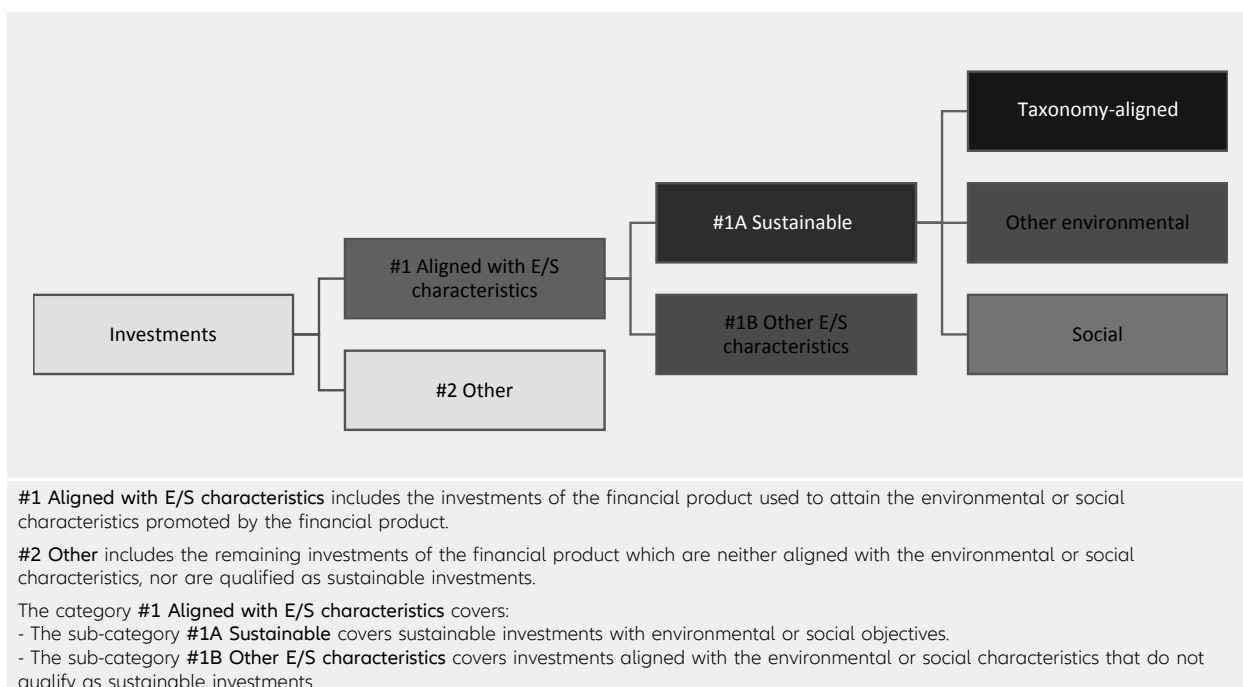 Taxonomy-aligned
#1A Sustainable
Other environmental
#1 Aligned with E/S
characteristics
Investments
#1B Other E/S
characteristics
Social
#2 Other
#1 Aligned with E/S characteristics includes the investments of the financial product used to attain the environmental or social
characteristics promoted by the financial product.
#2 Other includes the remaining investments of the financial product which are neither aligned with the environmental or social
characteristics, nor are qualified as sustainable investments.
The category #1 Aligned with E/S characteristics covers:
- The sub-category #1A Sustainable covers sustainable investments with environmental or social objectives.
- The sub-category #1B Other E/S characteristics covers investments aligned with the environmental or social characteristics that do not
qualify as sustainable investments.